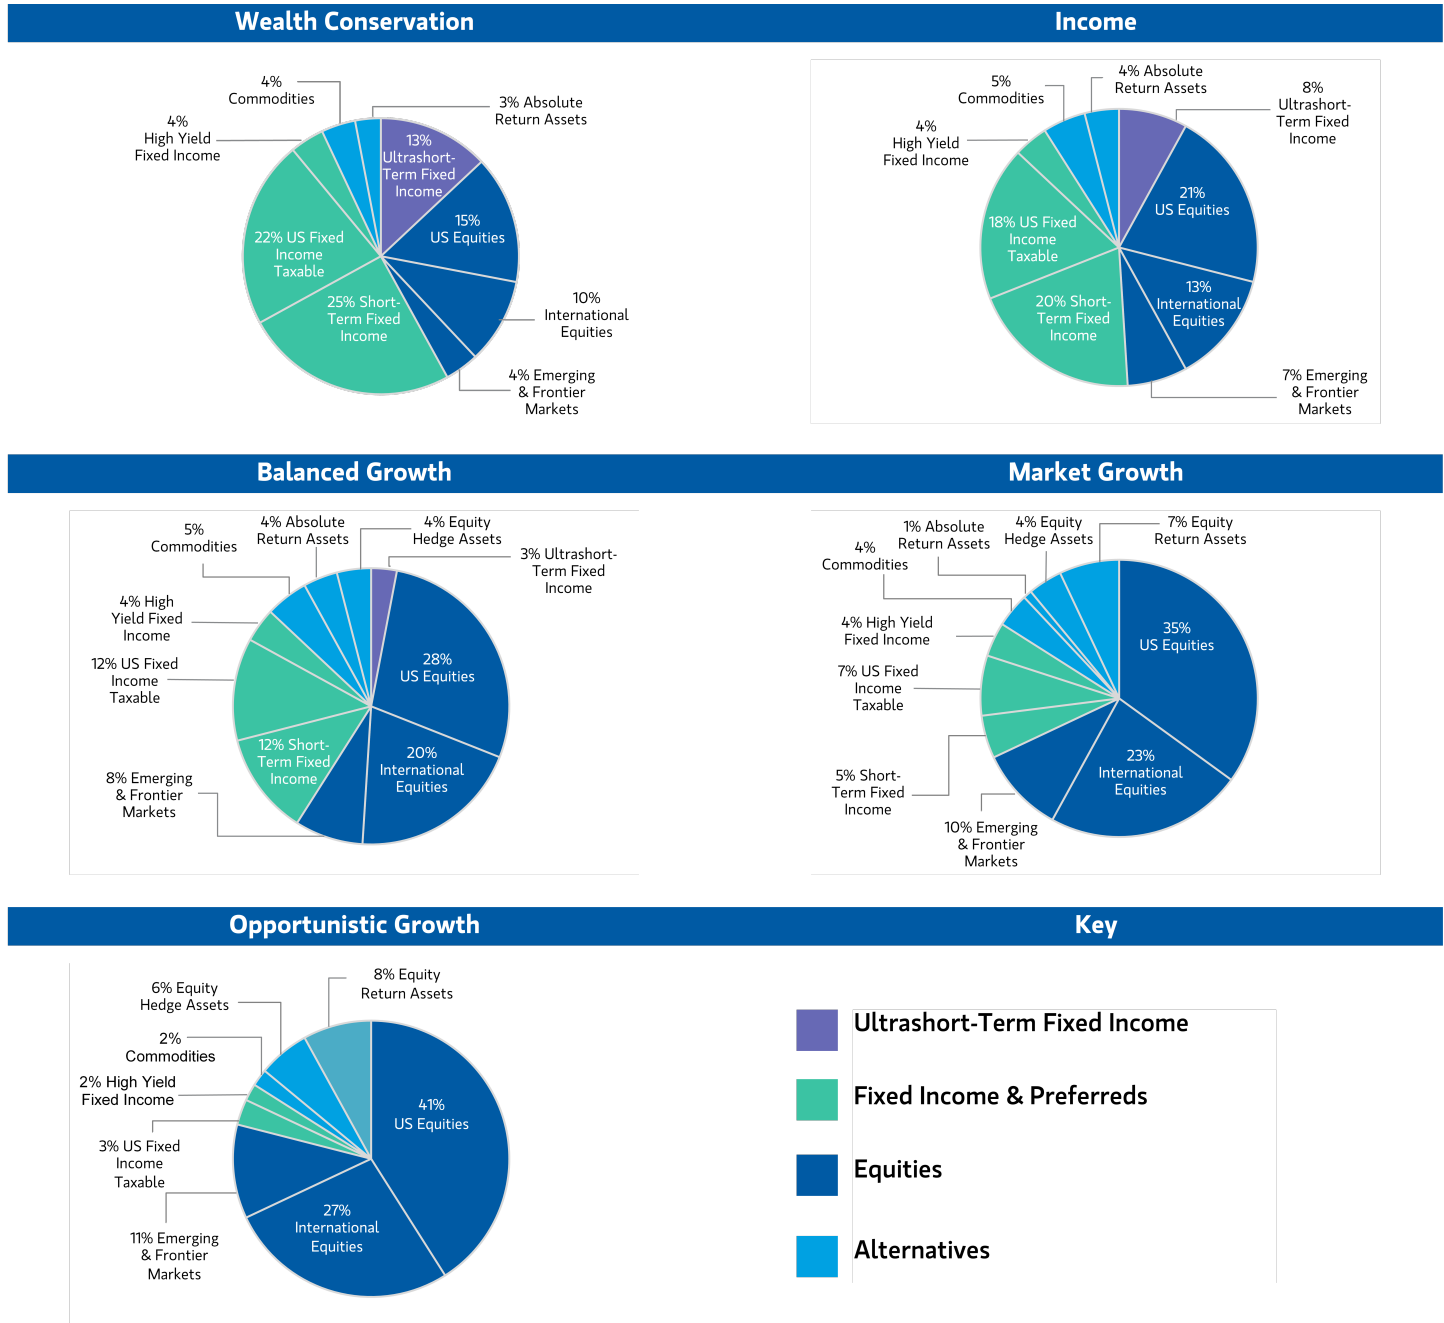 Wealth Conservation
4%
Commodities
3% Absolute
Return Assets
4%
High Yield
Fixed Income
13%
Ultrashort-
Term Fixed
Income
15%
US Equities
22% US Fixed
Income
Taxable
25% Short-
Term Fixed
Income
10%
International
Equities
4% Emerging
& Frontier
Markets
Income
5%
Commodities
4% Absolute
Return Assets
8%
Ultrashort-
Term Fixed
Income
4%
High Yield
Fixed Income
21%
US Equities
18% US Fixed
Income
Taxable
13%
International
Equities
20% Short-
Term Fixed
Income
7% Emerging
& Frontier
Markets
Balanced Growth
5%
Commodities
4% Absolute
Return Assets
4% Equity
Hedge Assets
3% Ultrashort-
Term Fixed
Income
4% High
Yield Fixed
Income
12% US Fixed
Income
Taxable
28%
US Equities
12% Short-
Term Fixed
Income
20%
International
Equities
8% Emerging
& Frontier
Markets
Market Growth
4%
Commodities
1% Absolute
Return Assets
4% Equity
Hedge Assets
7% Equity
Return Assets
4% High Yield
Fixed Income
35%
US Equities
7% US Fixed
Income
Taxable
23%
International
Equities
5% Short-
Term Fixed
Income
10% Emerging
& Frontier
Markets
Opportunistic Growth
6% Equity
Hedge Assets
8% Equity
Return Assets
2%
Commodities
2% High Yield
Fixed Income
41%
US Equities
3% US Fixed
Income
Taxable
27%
International
Equities
11% Emerging
& Frontier
Markets
Key
Ultrashort-Term Fixed Income
Fixed Income & Preferreds
Equities
Alternatives